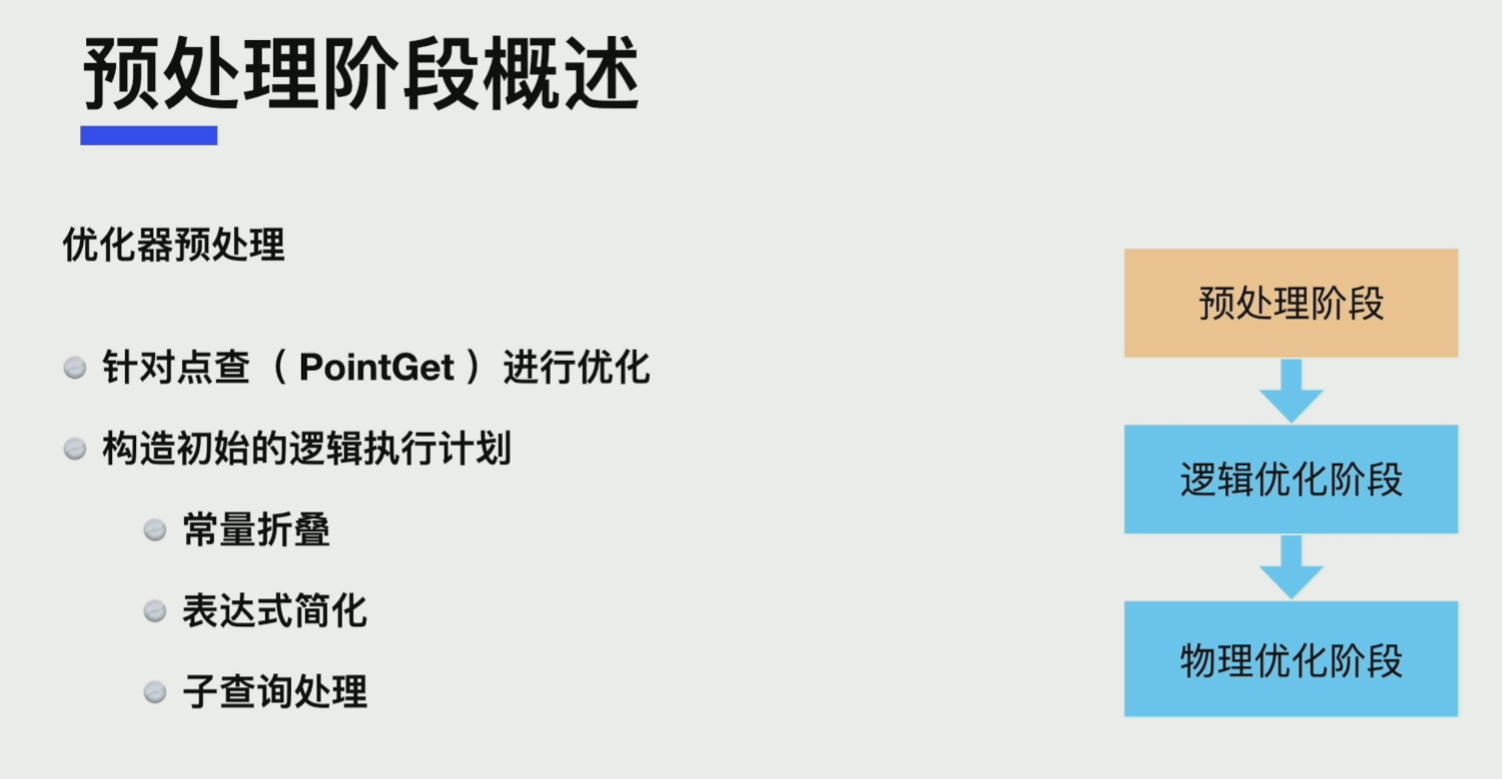 预处理阶段概述
优化器预处理
针对点查（ PointGet ）进行优化
构造初始的逻辑执行计划
常量折叠
表达式简化
子查询处理
预处理阶段
逻辑优化阶段
物理优化阶段